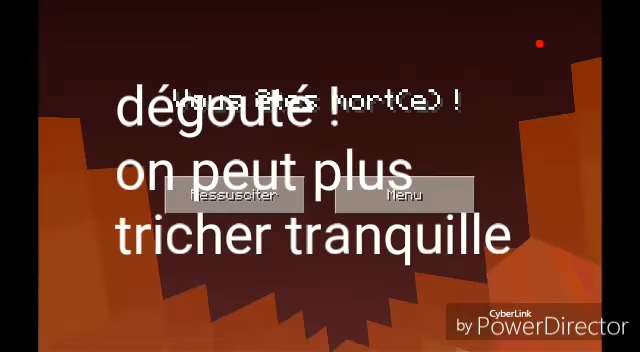 Vous êtes mort(e) !
dégouté !
on peut plus
Ressusciter
Menu
tricher tranquille
CyberLink
by PowerDirector